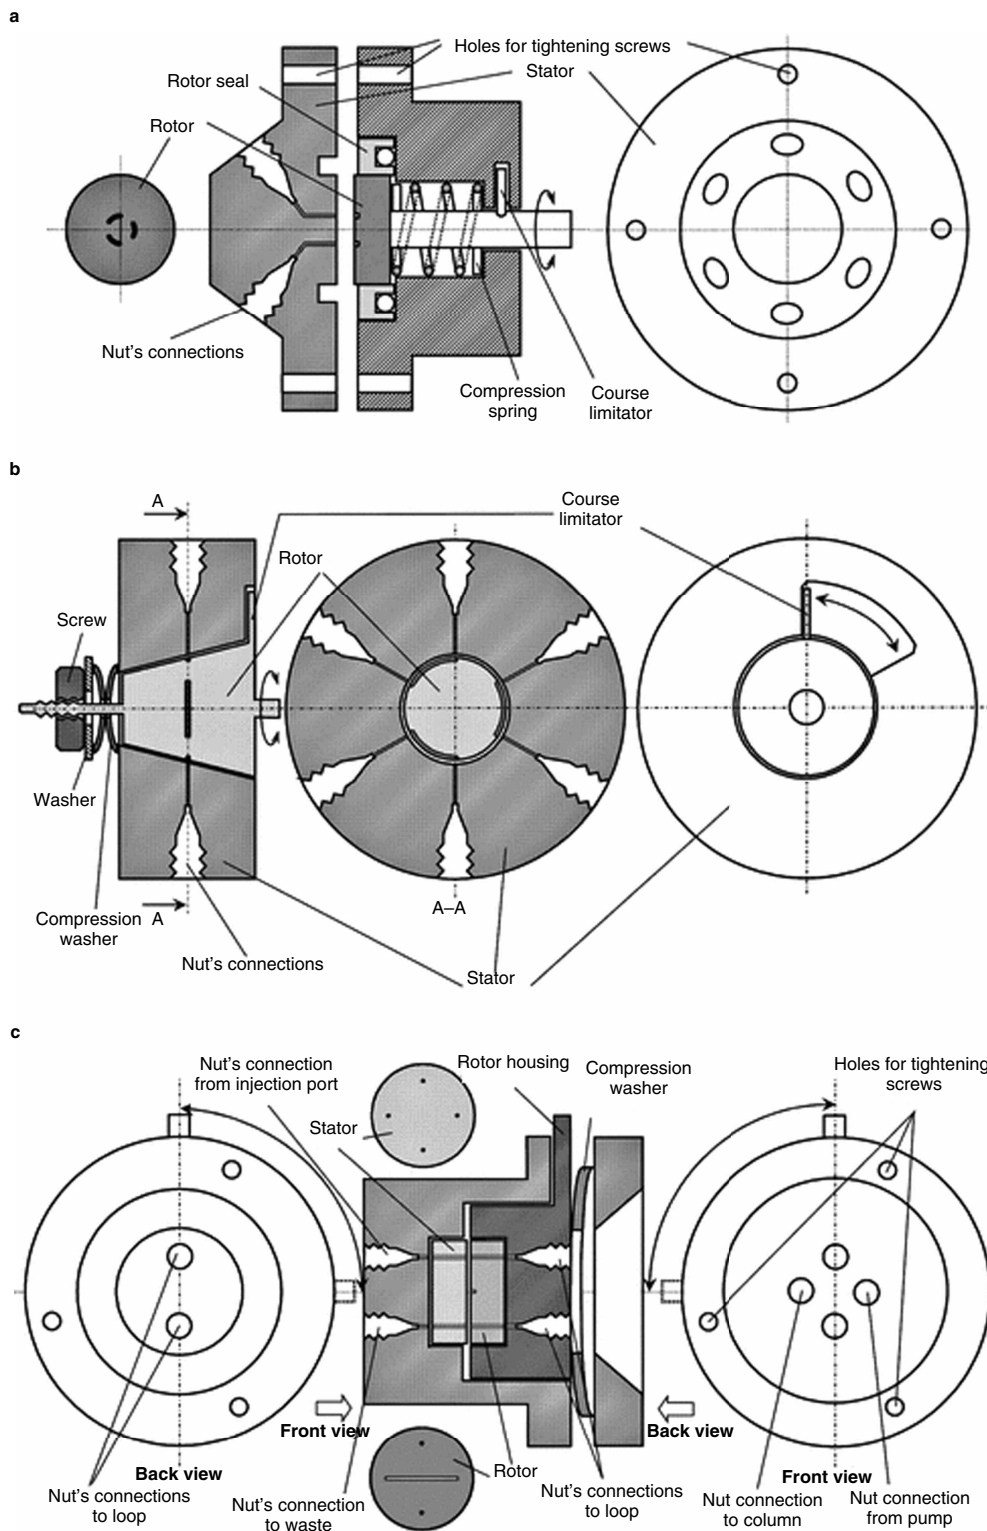 a
Holes for tightening screws
Stator
Rotor seal
Rotor
Nut's connections
Compression
spring
Course
limitator
b
Course
limitator
A
Rotor
Screw
Washer
A
Compression
washer
A–A
Nut's connections
Stator
c
Nut's connection
from injection port
Rotor housing
Compression
washer
Holes for tightening
screws
Stator
Front view
Back view
Back view
Rotor
Front view
Nut's connections
to loop
Nut's connection
to waste
Nut's connections
to loop
Nut connection
to column
Nut connection
from pump